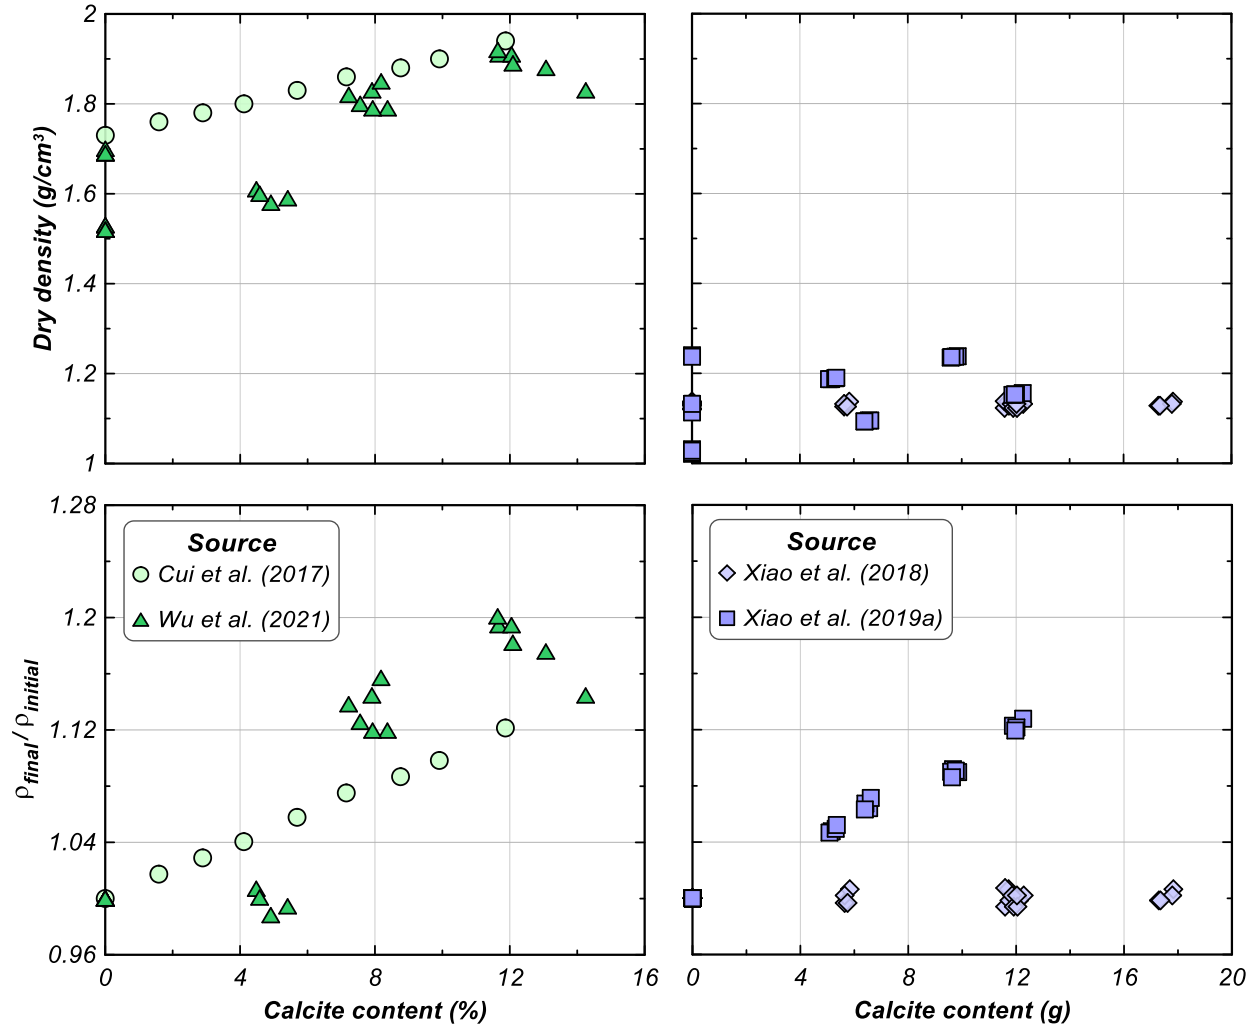 2
1.8
1.6
1.4
1.2
1
Dry density (g/cm³)
1.28
1.2
1.12
1.04
0.96
ρfinal/ρinitial
Source
Cui et al. (2017)
Wu et al. (2021)
Source
Xiao et al. (2018)
Xiao et al. (2019a)
0 4 8 12 16
Calcite content (%)
0 4 8 12 16 20
Calcite content (g)